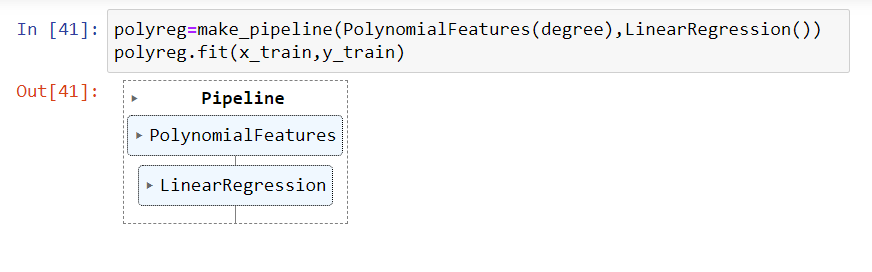 In [41]: polyreg=make_pipeline(PolynomialFeatures(degree),LinearRegression())
polyreg.fit(x_train,y_train)
Out[41]:
Pipeline
PolynomialFeatures
LinearRegression